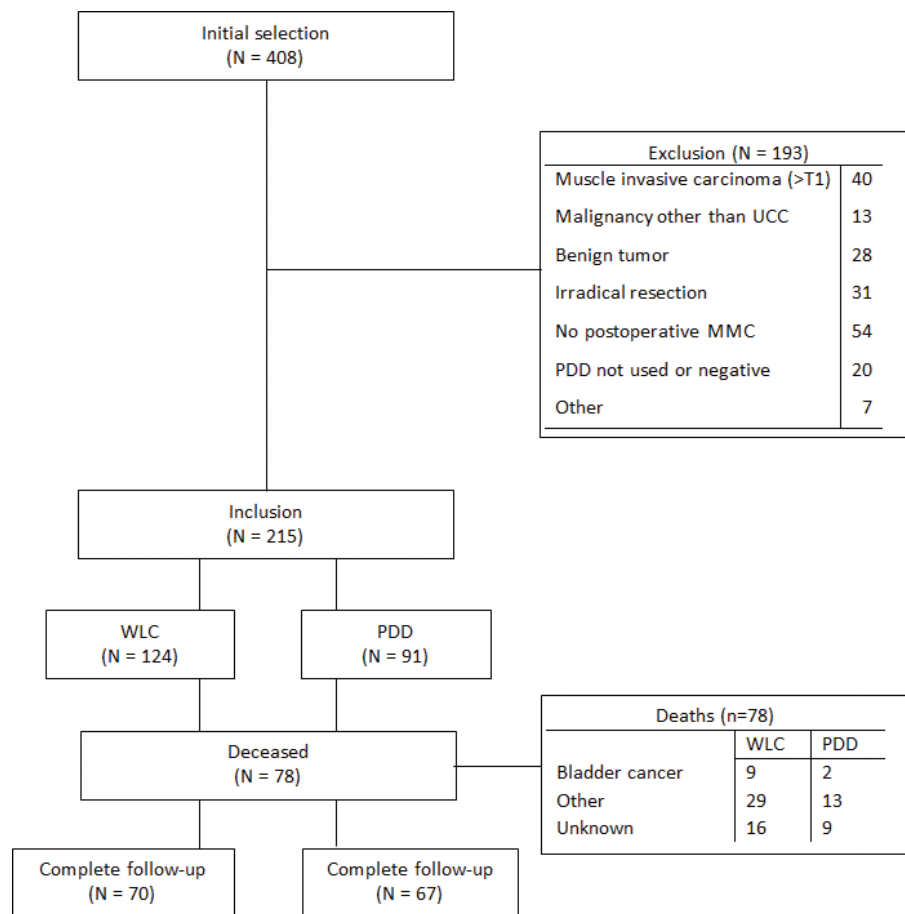 Initial selection
(N = 408)
Exclusion (N = 193)
Muscle invasive carcinoma (>T1) 40
Malignancy other than UCC 13
Benign tumor 28
Irradical resection 31
No postoperative MMC 54
PDD not used or negative 20
Other 7
Inclusion
(N = 215)
WLC
(N = 124)
PDD
(N = 91)
Deceased
(N = 78)
Deaths (n=78)
WLC PDD
Bladder cancer 9 2
Other 29 13
Unknown 16 9
Complete follow-up
(N = 70)
Complete follow-up
(N = 67)